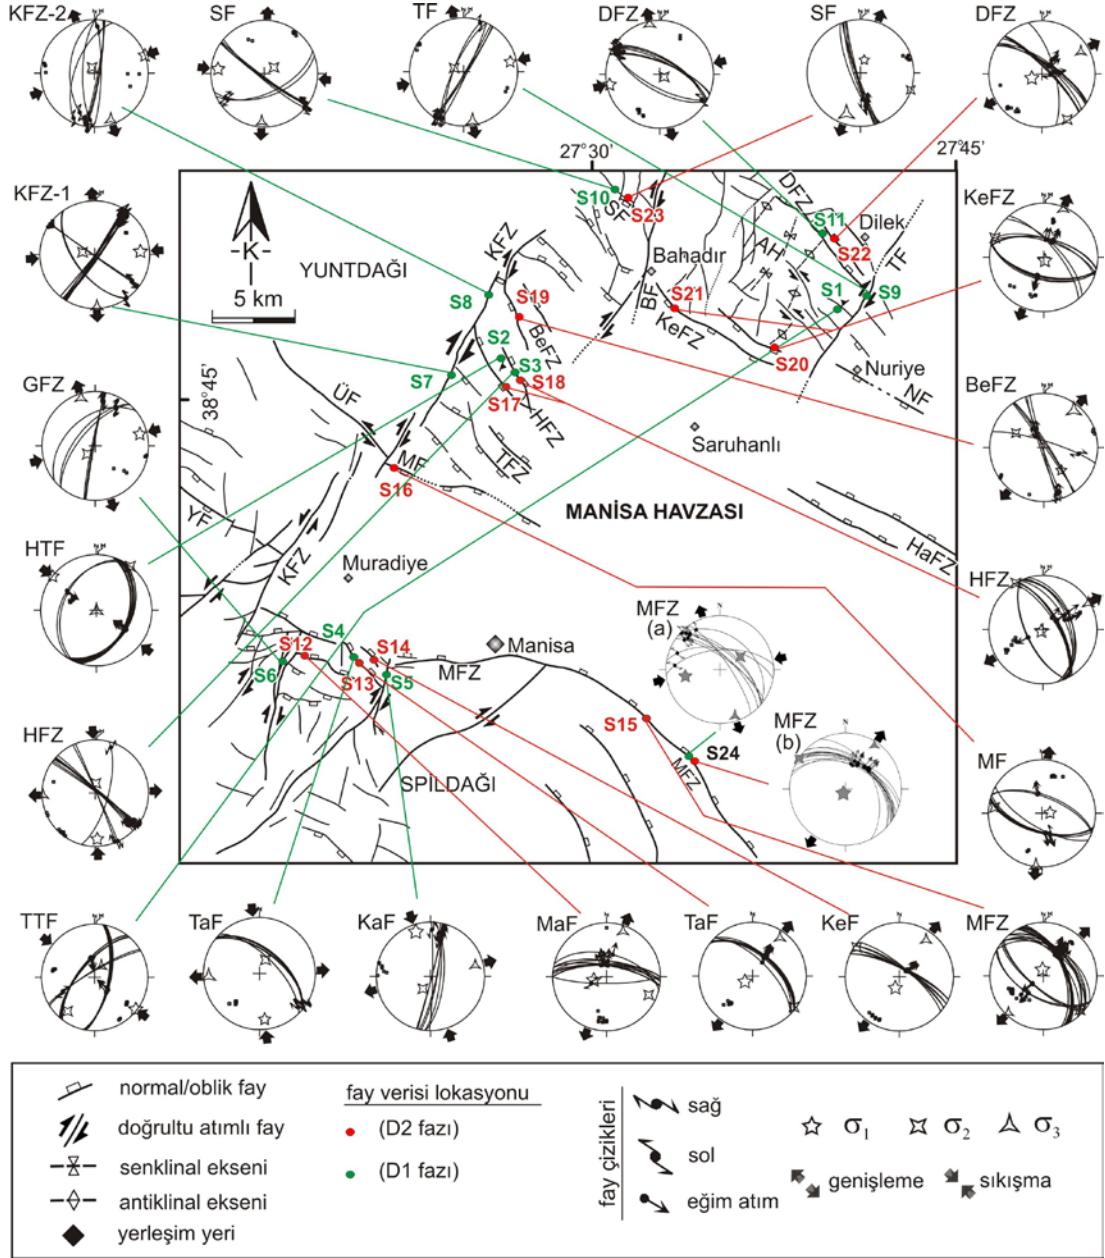 KFZ-2
SF
TF
DFZ
SF
DFZ
27°30'
27°45'
KFZ-1
-K-
YUNTDAĞI
5 km
KFZ
S10
SF
S23
DFZ
S11
Dilek
S22
KeFZ
Bahadır
AH
TF
S8
S19
BF
S21
S1
S9
S2
BeFZ
KeFZ
S3
S7
S18
S20
Nuriye
BeFZ
38°45'
GFZ
ÜF
S17
HFZ
NF
TFZ
Saruhanlı
MF
S16
MANİSA HAVZASI
YF
HaFZ
HTF
KFZ
Muradiye
HFZ
MFZ
(a)
S4
S12
S14
Manisa
S6
S13
S5
MFZ
S15
MFZ
(b)
S24
MFZ
HFZ
MF
SPİLDAĞI
TTF
TaF
KaF
MaF
TaF
KeF
MFZ
normal/oblik fay
doğrultu atımlı fay
senklinal ekseni
antiklinal ekseni
yerleşim yeri
fay verisi lokasyonu
(D2 fazı)
(D1 fazı)
fay çizikleri
sağ
sol
eğim atım
σ1
σ2
σ3
genişleme
sıkışma